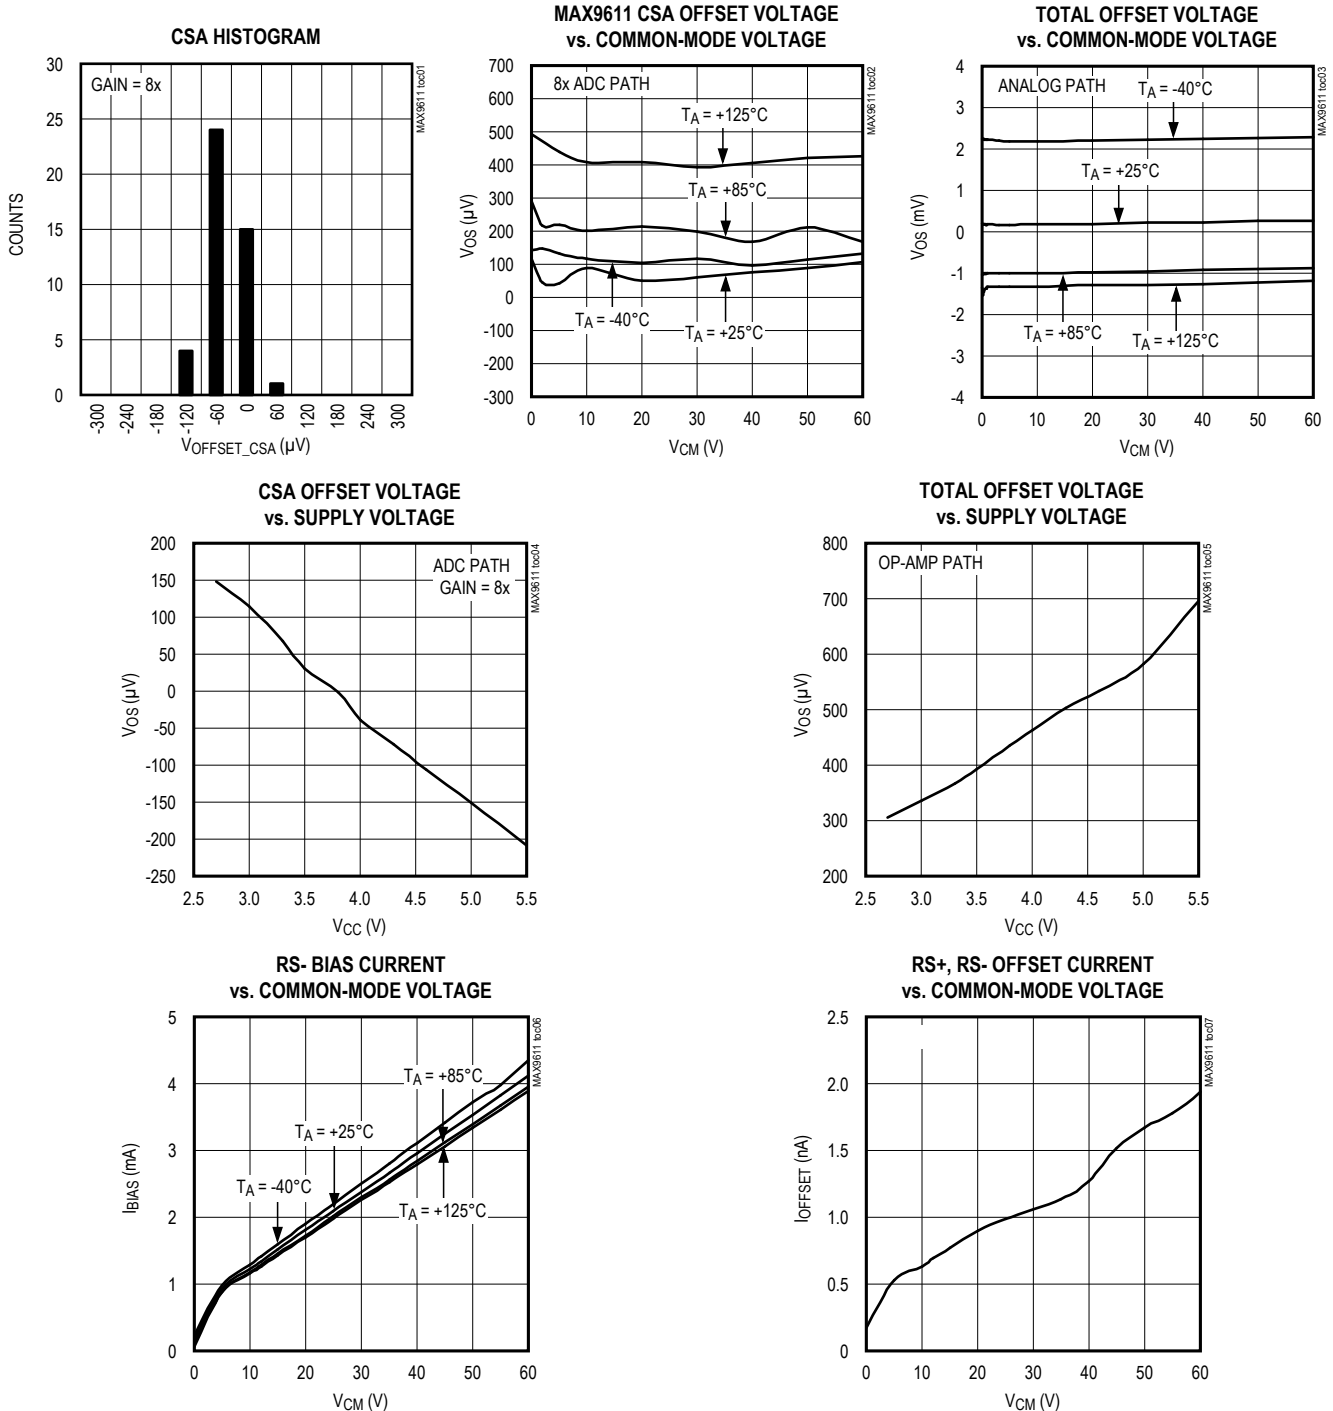 CSA HISTOGRAM
30
25
20
15
10
5
0
COUNTS
GAIN = 8x
MAX9611 toc01
-300 -240 -180 -120 -60 0 60 120 180 240 300
VOFFSET_CSA (µV)
MAX9611 CSA OFFSET VOLTAGE
vs. COMMON-MODE VOLTAGE
700
600
500
400
300
200
100
0
-100
-200
-300
VOS (µV)
8x ADC PATH
MAX9611 toc02
TA = +125°C
TA = +85°C
TA = -40°C
TA = +25°C
0 10 20 30 40 50 60
VCM (V)
TOTAL OFFSET VOLTAGE
vs. COMMON-MODE VOLTAGE
4
3
2
1
0
-1
-2
-3
-4
VOS (mV)
ANALOG PATH
MAX9611 toc03
TA = -40°C
TA = +25°C
TA = +85°C
TA = +125°C
0 10 20 30 40 50 60
VCM (V)
CSA OFFSET VOLTAGE
vs. SUPPLY VOLTAGE
200
150
100
50
0
-50
-100
-150
-200
-250
VOS (µV)
ADC PATH
GAIN = 8x
MAX9611 toc04
2.5 3.0 3.5 4.0 4.5 5.0 5.5
VCC (V)
TOTAL OFFSET VOLTAGE
vs. SUPPLY VOLTAGE
800
700
600
500
400
300
200
VOS (µV)
OP-AMP PATH
MAX9611 toc05
2.5 3.0 3.5 4.0 4.5 5.0 5.5
VCC (V)
RS- BIAS CURRENT
vs. COMMON-MODE VOLTAGE
5
4
3
2
1
0
IBIAS (mA)
MAX9611 toc06
TA = +85°C
TA = +25°C
TA = -40°C
TA = +125°C
0 10 20 30 40 50 60
VCM (V)
RS+, RS- OFFSET CURRENT
vs. COMMON-MODE VOLTAGE
2.5
2.0
1.5
1.0
0.5
0
IOFFSET (nA)
MAX9611 toc07
0 10 20 30 40 50 60
VCM (V)